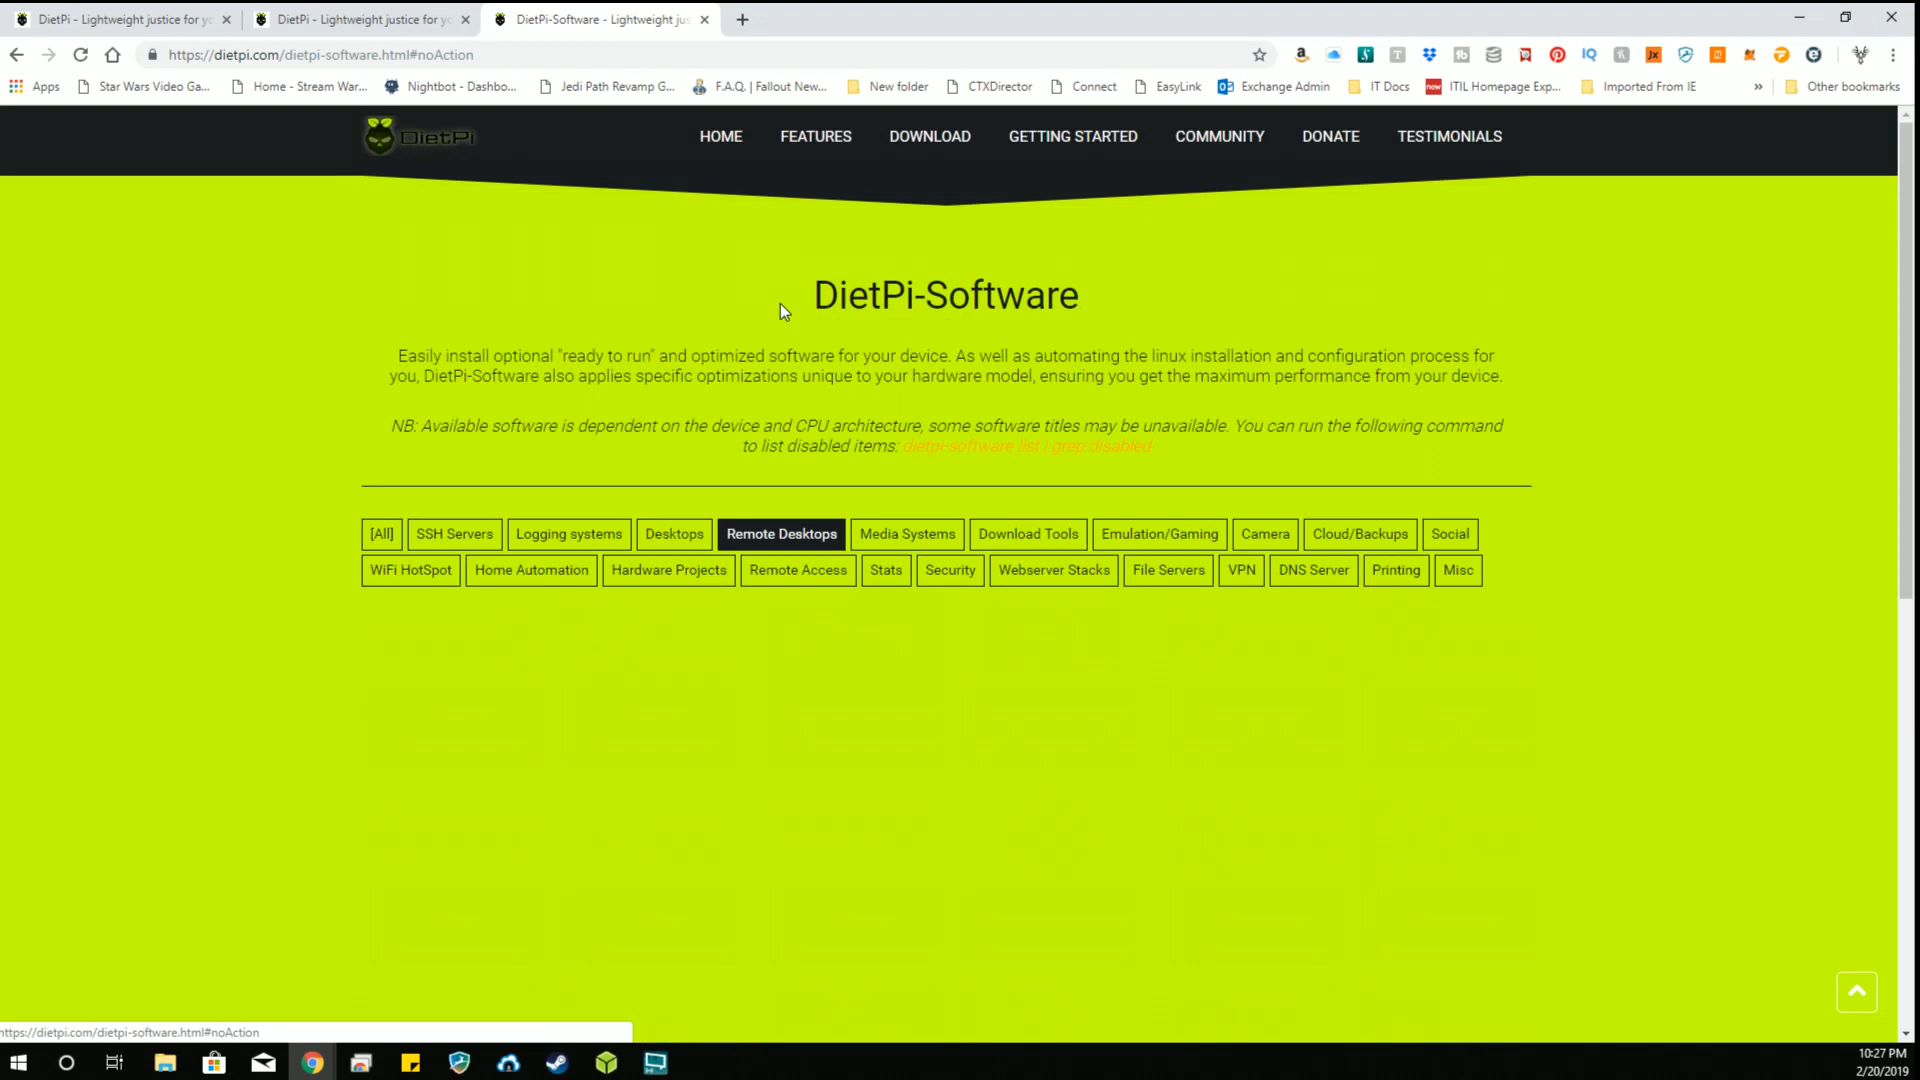 DietPi - Lightweight justice for yo
DietPi - Lightweight justice for yo
DietPi-Software - Lightweight jus
https://dietpi.com/dietpi-software.html#noAction
Apps
Star Wars Video Ga...
Home - Stream War...
Nightbot - Dashbo...
Jedi Path Revamp G...
F.A.Q. | Fallout New...
New folder
CTXDirector
Connect
EasyLink
Exchange Admin
IT Docs
ITIL Homepage Exp...
Imported From IE
»
Other bookmarks
DietPi
HOME
FEATURES
DOWNLOAD
GETTING STARTED
COMMUNITY
DONATE
TESTIMONIALS
DietPi-Software
Easily install optional "ready to run" and optimized software for your device. As well as automating the linux installation and configuration process for
you, DietPi-Software also applies specific optimizations unique to your hardware model, ensuring you get the maximum performance from your device.
NB: Available software is dependent on the device and CPU architecture, some software titles may be unavailable. You can run the following command
to list disabled items: dietpi-software list | grep disabled
[All]
SSH Servers
Logging systems
Desktops
Remote Desktops
Media Systems
Download Tools
Emulation/Gaming
Camera
Cloud/Backups
Social
WiFi HotSpot
Home Automation
Hardware Projects
Remote Access
Stats
Security
Webserver Stacks
File Servers
VPN
DNS Server
Printing
Misc
https://dietpi.com/dietpi-software.html#noAction
10:27 PM
2/20/2019